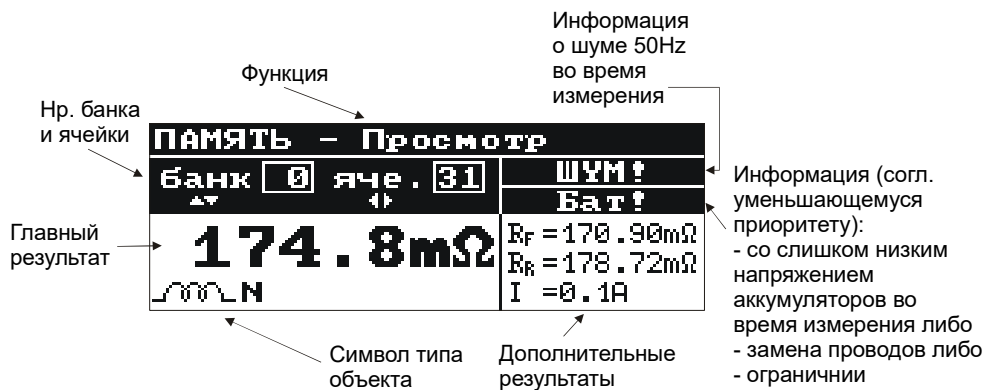 Информация
о шуме 50Hz
во время
измерения
Функция
Нр. банка
и ячейки
ПАМЯТЬ - Просмотр
банк 0 яче. 31
ШУМ!
Бат!
Информация (согл.
уменьшающемуся
приоритету):
- со слишком низким
напряжением
аккумуляторов во
время измерения либо
- замена проводов либо
- ограничнии
Главный
результат
174.8mΩ
N
RF =170.90mΩ
RR =178.72mΩ
I =0.1A
Символ типа
объекта
Дополнительные
результаты